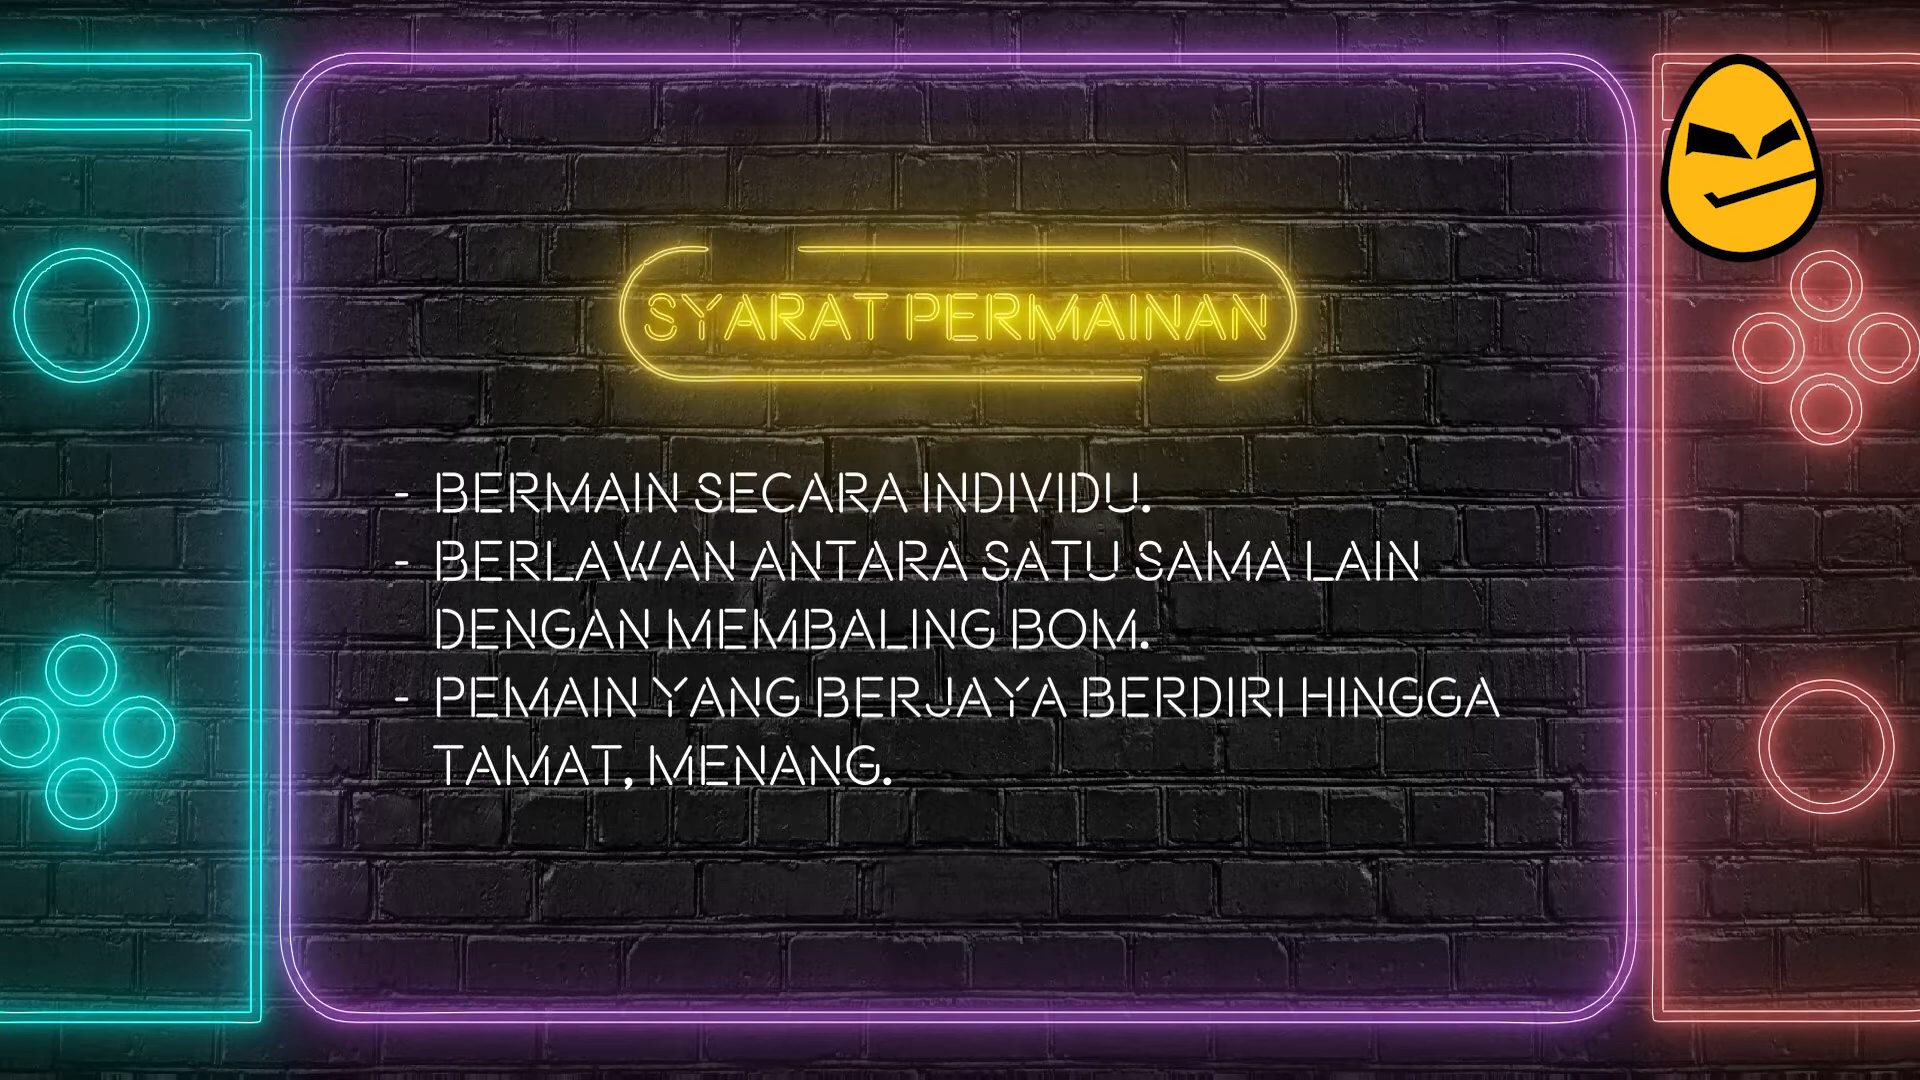 SYARAT PERMAINAN
- BERMAIN SECARA INDIVIDU.
- BERLAWAN ANTARA SATU SAMA LAIN
DENGAN MEMBALING BOM.
- PEMAIN YANG BERJAYA BERDIRI HINGGA
TAMAT, MENANG.